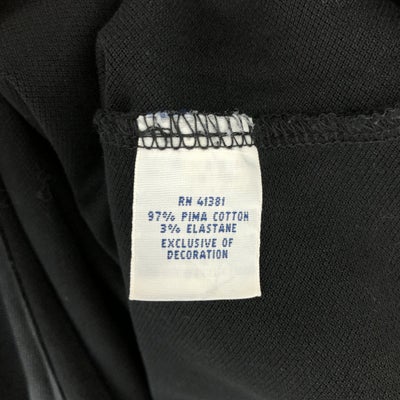 RN 41381
97% PIMA COTTON
3% ELASTANE
EXCLUSIVE OF
DECORATION